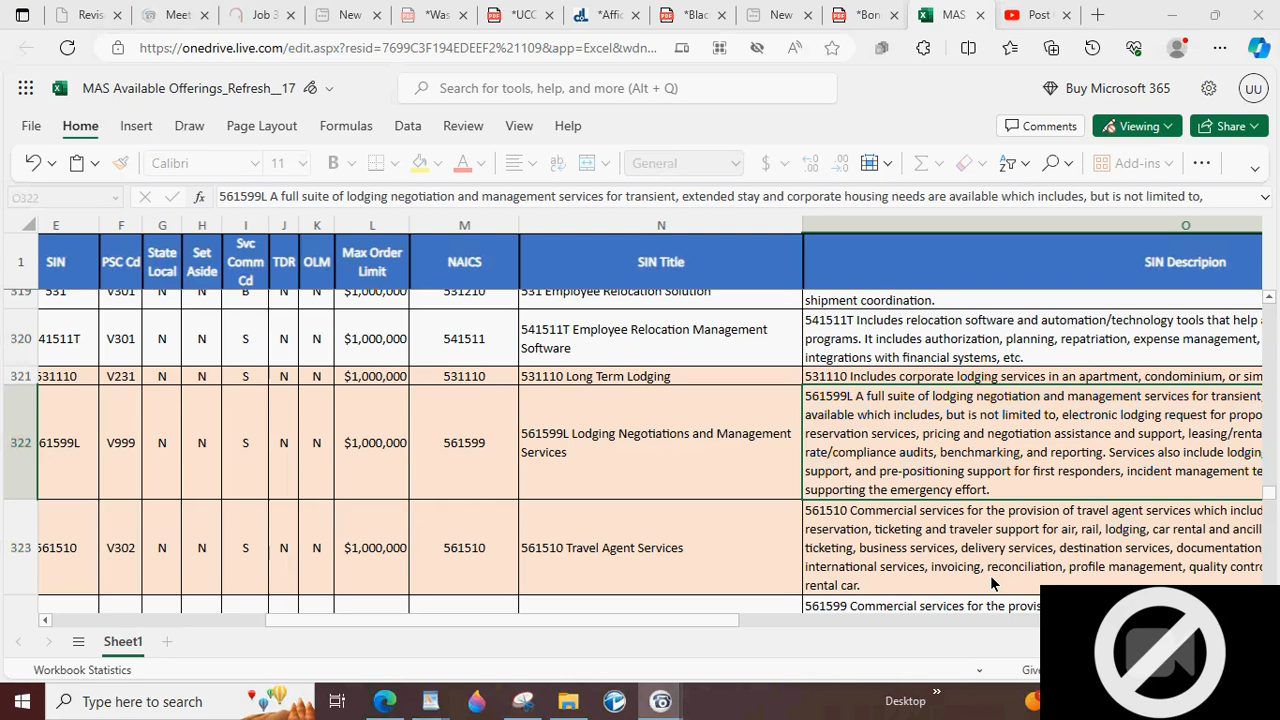 Revis
Meet
Job 3
New
*Was
*UCC
*Affic
*Blac
New
*Bon
MAS
Post
https://onedrive.live.com/edit.aspx?resid=7699C3F194EDEEF2%21109&app=Excel&wdn...
MAS Available Offerings_Refresh__17
Search for tools, help, and more (Alt + Q)
Buy Microsoft 365
UU
File Home Insert Draw Page Layout Formulas Data Review View Help
Comments Viewing Share
Calibri 11 B A ab General $ Add-ins ...
O322 fx 561599L A full suite of lodging negotiation and management services for transient, extended stay and corporate housing needs are available which includes, but is not limited to,
E F G H I J K L M N O
1 SIN PSC Cd State Local Set Aside Svc Comm Cd TDR OLM Max Order Limit NAICS SIN Title SIN Descripion
319 531 V301 N N B N N $1,000,000 531210 531 Employee Relocation Solution
shipment coordination.
320 41511T V301 N N S N N $1,000,000 541511 541511T Employee Relocation Management
Software
541511T Includes relocation software and automation/technology tools that help
programs. It includes authorization, planning, repatriation, expense management,
integrations with financial systems, etc.
321 531110 V231 N N S N N $1,000,000 531110 531110 Long Term Lodging
531110 Includes corporate lodging services in an apartment, condominium, or sim
322 61599L V999 N N S N N $1,000,000 561599 561599L Lodging Negotiations and Management
Services
561599L A full suite of lodging negotiation and management services for transient,
available which includes, but is not limited to, electronic lodging request for propo
reservation services, pricing and negotiation assistance and support, leasing/renta
rate/compliance audits, benchmarking, and reporting. Services also include lodging
support, and pre-positioning support for first responders, incident management te
supporting the emergency effort.
323 561510 V302 N N S N N $1,000,000 561510 561510 Travel Agent Services
561510 Commercial services for the provision of travel agent services which includ
reservation, ticketing and traveler support for air, rail, lodging, car rental and ancill
ticketing, business services, delivery services, destination services, documentation,
international services, invoicing, reconciliation, profile management, quality contro
rental car.
561599 Commercial services for the provis
Sheet1
Workbook Statistics
Give
Type here to search
Desktop